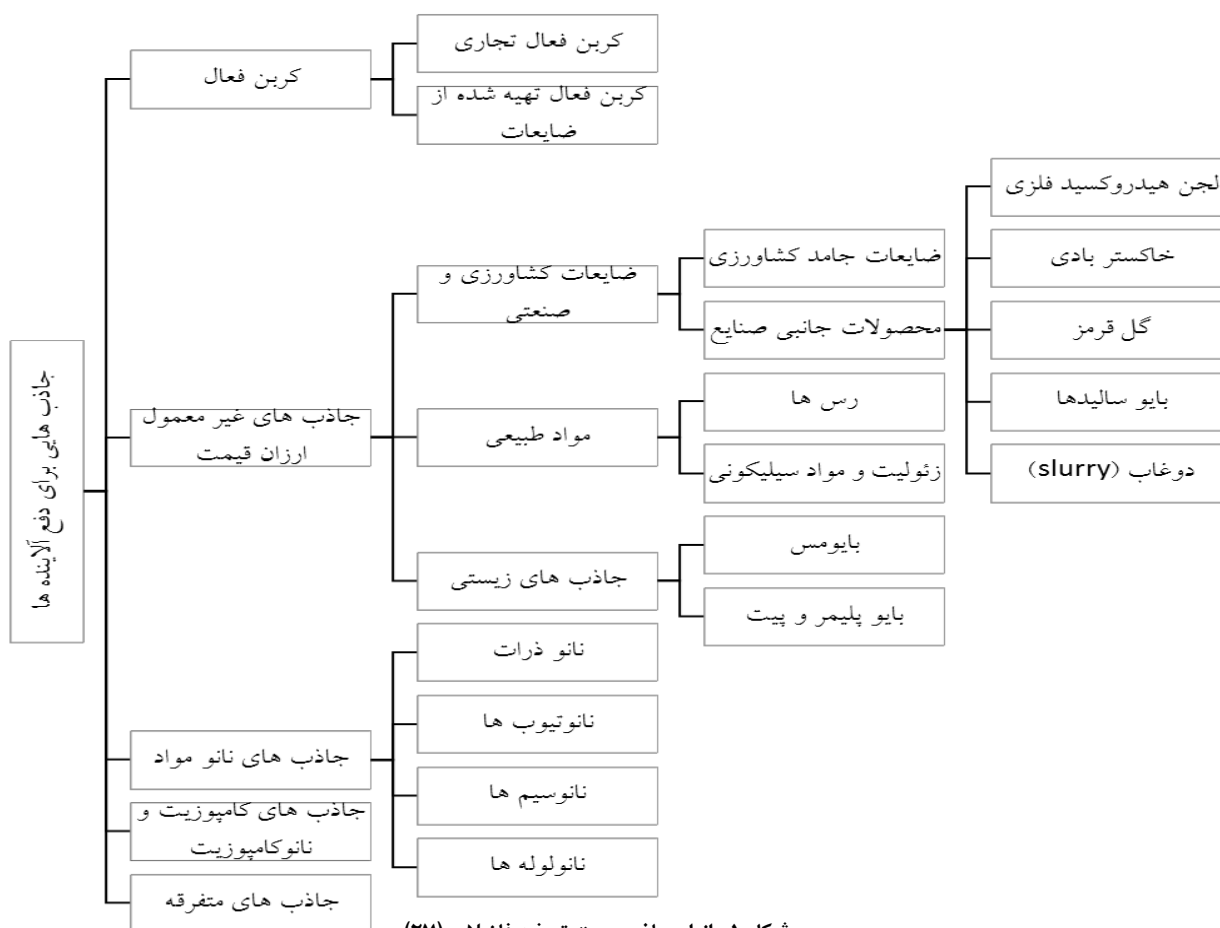 جاذب هایی برای دفع آلاینده ها
کربن فعال
کربن فعال تجاری
کربن فعال تهیه شده از
ضایعات
جاذب های غیر معمول
ارزان قیمت
ضایعات کشاورزی و
صنعتی
ضایعات جامد کشاورزی
محصولات جانبی صنایع
لجن هیدروکسید فلزی
خاکستر بادی
گل قرمز
بایو سالیدها
دوغاب (slurry)
مواد طبیعی
رس ها
زئولیت و مواد سیلیکونی
جاذب های زیستی
بایومس
بایو پلیمر و پیت
جاذب های نانو مواد
نانو ذرات
نانوتیوب ها
نانوسیم ها
نانولوله ها
جاذب های کامپوزیت و
نانوکامپوزیت
جاذب های متفرقه